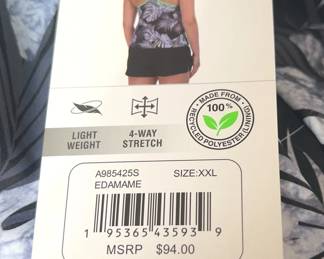 MADE FROM
100%
RECYCLED POLYESTER (LINING)
LIGHT WEIGHT
4-WAY STRETCH
A985425S SIZE:XXL
EDAMAME
1 95365 43593 9
MSRP $94.00